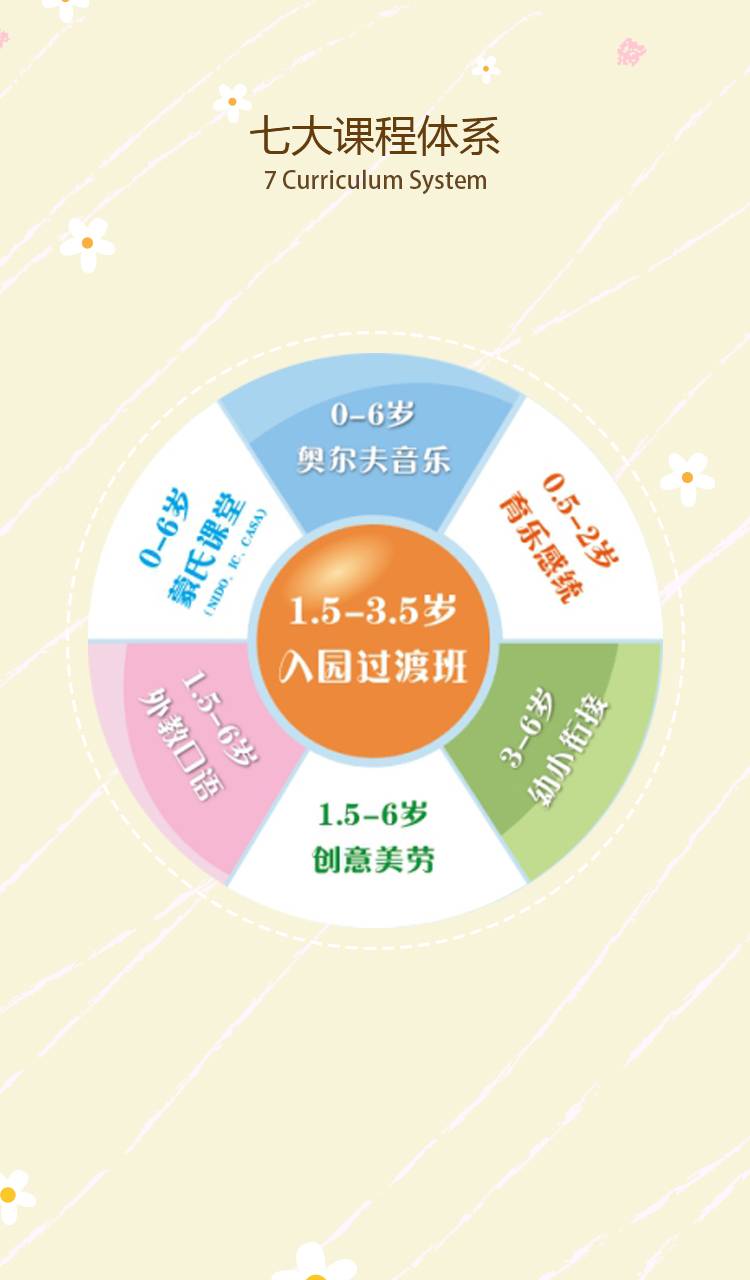 七大课程体系
7 Curriculum System
0-6岁
奥尔夫音乐
0.5-2岁
育乐感统
3-6岁
幼小衔接
1.5-6岁
创意美劳
1.5-6岁
外教口语
0-6岁
蒙氏课堂
(NIDO、IC、CASA)
1.5-3.5岁
入园过渡班